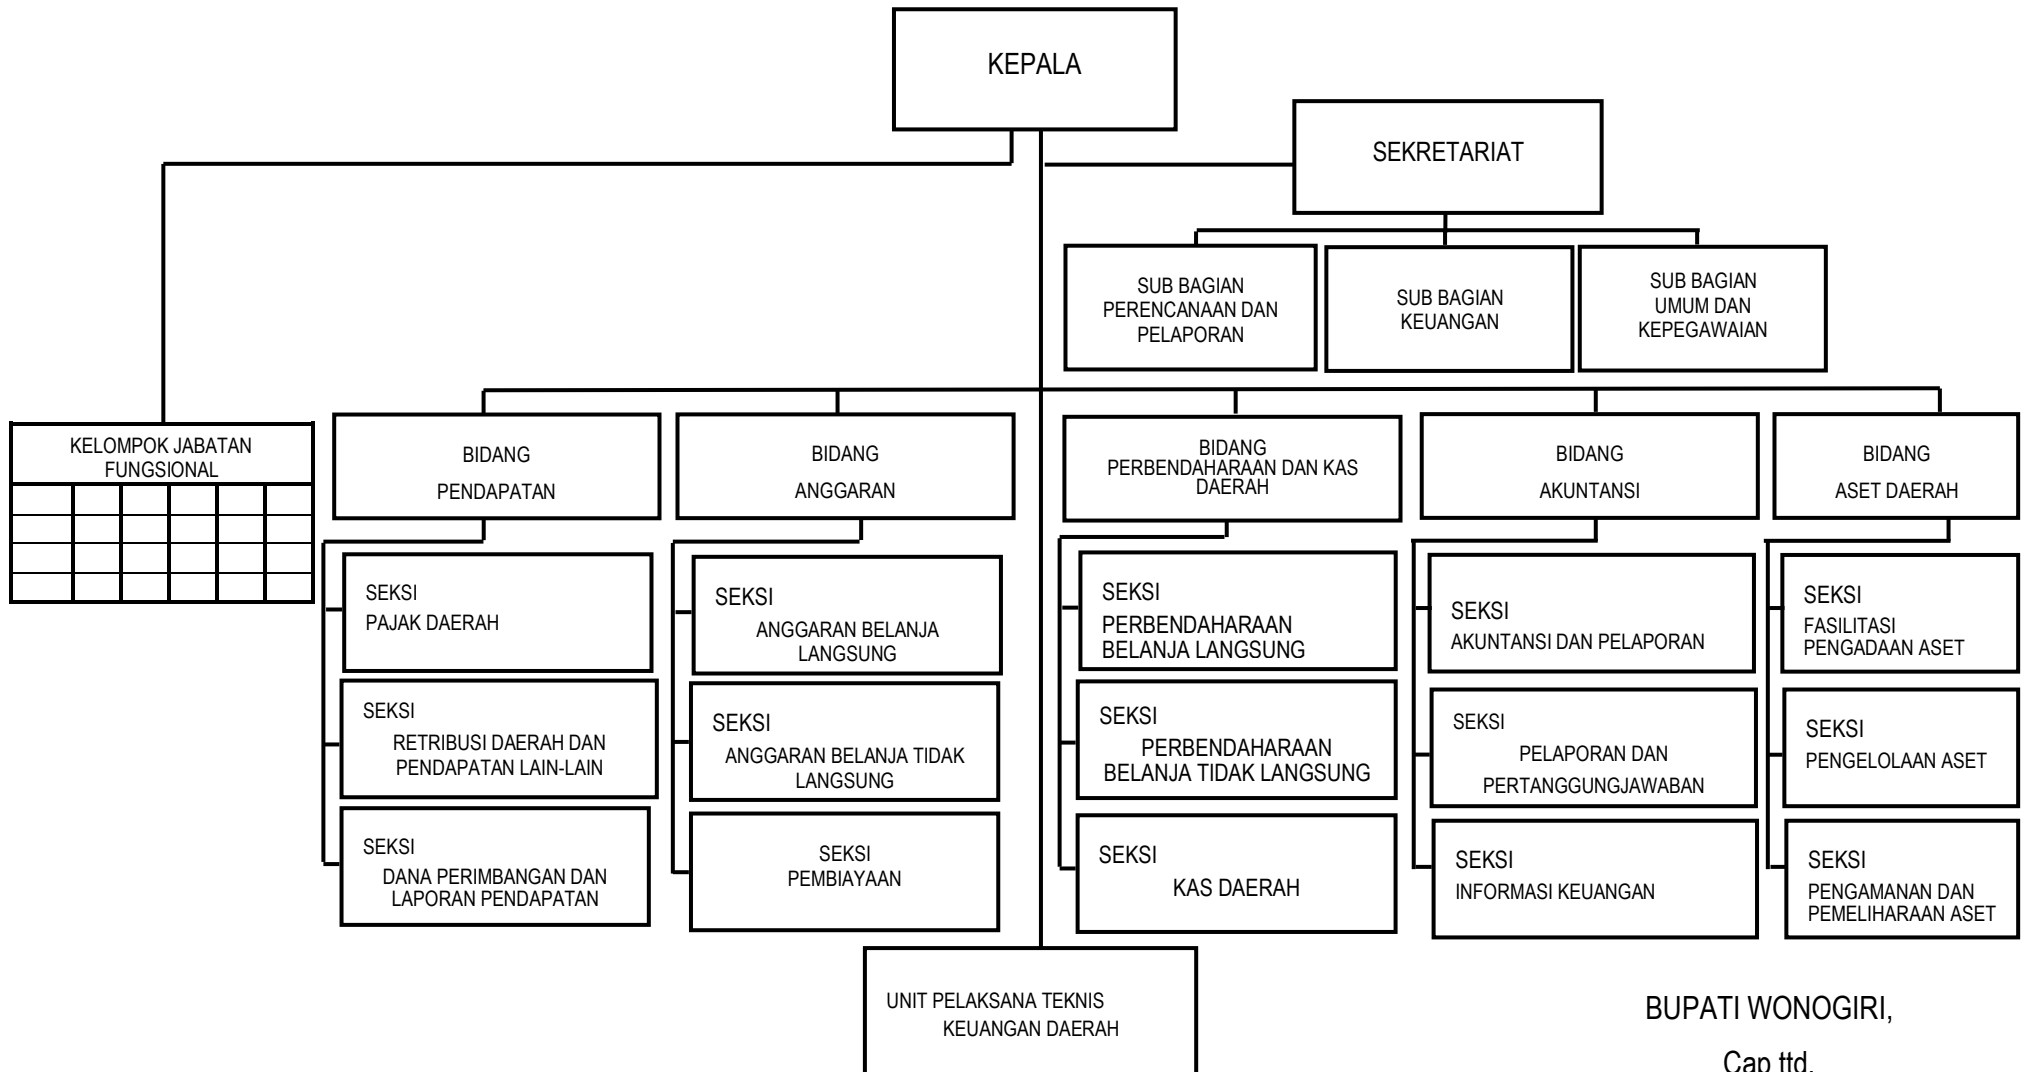 KEPALA
SEKRETARIAT
SUB BAGIAN
PERENCANAAN DAN
PELAPORAN
SUB BAGIAN
KEUANGAN
SUB BAGIAN
UMUM DAN
KEPEGAWAIAN
KELOMPOK JABATAN
FUNGSIONAL
BIDANG
PENDAPATAN
BIDANG
ANGGARAN
BIDANG
PERBENDAHARAAN DAN KAS
DAERAH
BIDANG
AKUNTANSI
BIDANG
ASET DAERAH
SEKSI
PAJAK DAERAH
SEKSI
RETRIBUSI DAERAH DAN
PENDAPATAN LAIN-LAIN
SEKSI
DANA PERIMBANGAN DAN
LAPORAN PENDAPATAN
SEKSI
ANGGARAN BELANJA
LANGSUNG
SEKSI
ANGGARAN BELANJA TIDAK
LANGSUNG
SEKSI
PEMBIAYAAN
SEKSI
PERBENDAHARAAN
BELANJA LANGSUNG
SEKSI
PERBENDAHARAAN
BELANJA TIDAK LANGSUNG
SEKSI
KAS DAERAH
SEKSI
AKUNTANSI DAN PELAPORAN
SEKSI
PELAPORAN DAN
PERTANGGUNGJAWABAN
SEKSI
INFORMASI KEUANGAN
SEKSI
FASILITASI
PENGADAAN ASET
SEKSI
PENGELOLAAN ASET
SEKSI
PENGAMANAN DAN
PEMELIHARAAN ASET
UNIT PELAKSANA TEKNIS
KEUANGAN DAERAH
BUPATI WONOGIRI,
Cap ttd.